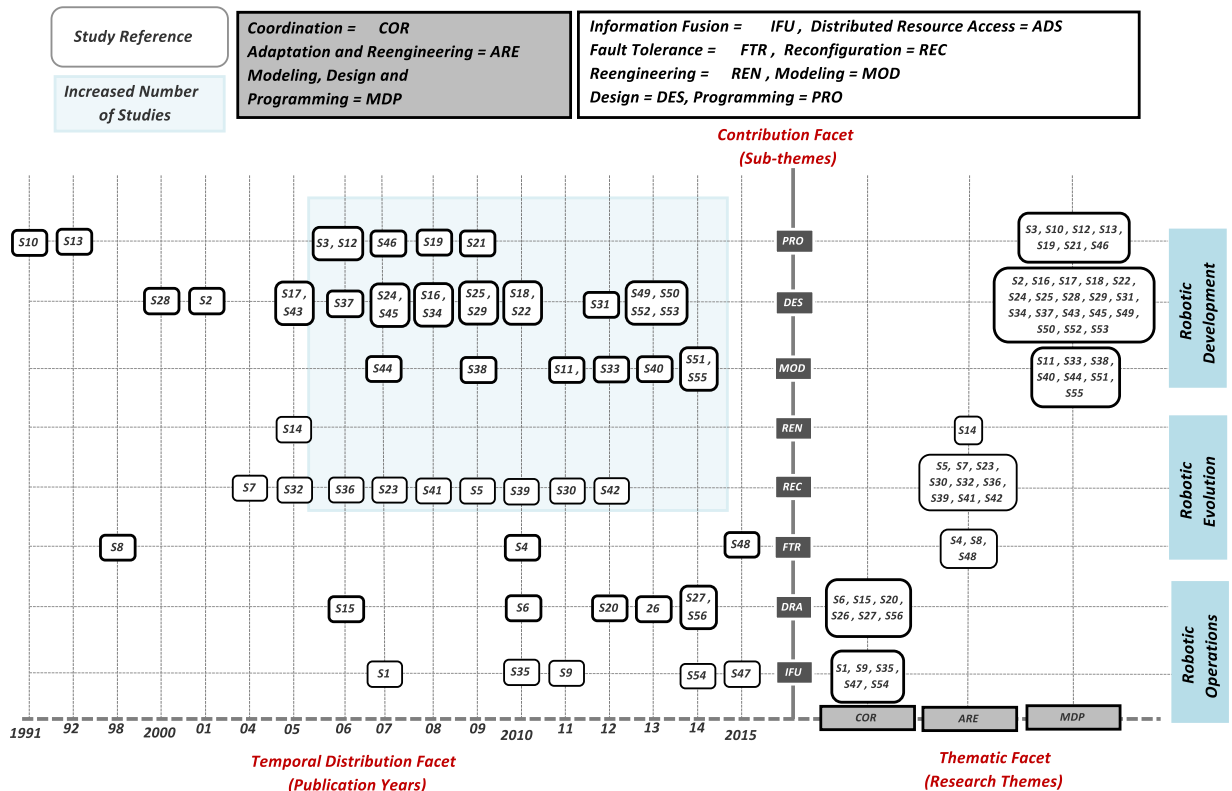 Study Reference
Increased Number
of Studies
Coordination = COR
Adaptation and Reengineering = ARE
Modeling, Design and
Programming = MDP
Information Fusion = IFU , Distributed Resource Access = ADS
Fault Tolerance = FTR , Reconfiguration = REC
Reengineering = REN , Modeling = MOD
Design = DES, Programming = PRO
Contribution Facet
(Sub-themes)
S10
S13
S3 , S12
S46
S19
S21
PRO
S3, S10 , S12 , S13 ,
S19 , S21 , S46
S28
S2
S17 ,
S43
S37
S24 ,
S45
S16 ,
S34
S25 ,
S29
S18 ,
S22
S31
S49 , S50
S52 , S53
DES
S2 , S16 , S17 , S18 , S22 ,
S24 , S25 , S28 , S29 , S31 ,
S34 , S37 , S43 , S45 , S49 ,
S50 , S52 , S53
S44
S38
S11 ,
S33
S40
S51 ,
S55
MOD
S11 , S33 , S38 ,
S40 , S44 , S51 ,
S55
Robotic
Development
S14
REN
S14
S7
S32
S36
S23
S41
S5
S39
S30
S42
REC
S5 , S7 , S23 ,
S30 , S32 , S36 ,
S39 , S41 , S42
S8
S4
S48
FTR
S4 , S8 ,
S48
Robotic
Evolution
S15
S6
S20
26
S27 ,
S56
DRA
S6 , S15 , S20 ,
S26 , S27 , S56
S1
S35
S9
S54
S47
IFU
S1 , S9 , S35 ,
S47 , S54
Robotic
Operations
1991
92
98
2000
01
04
05
06
07
08
09
2010
11
12
13
14
2015
COR
ARE
MDP
Temporal Distribution Facet
(Publication Years)
Thematic Facet
(Research Themes)